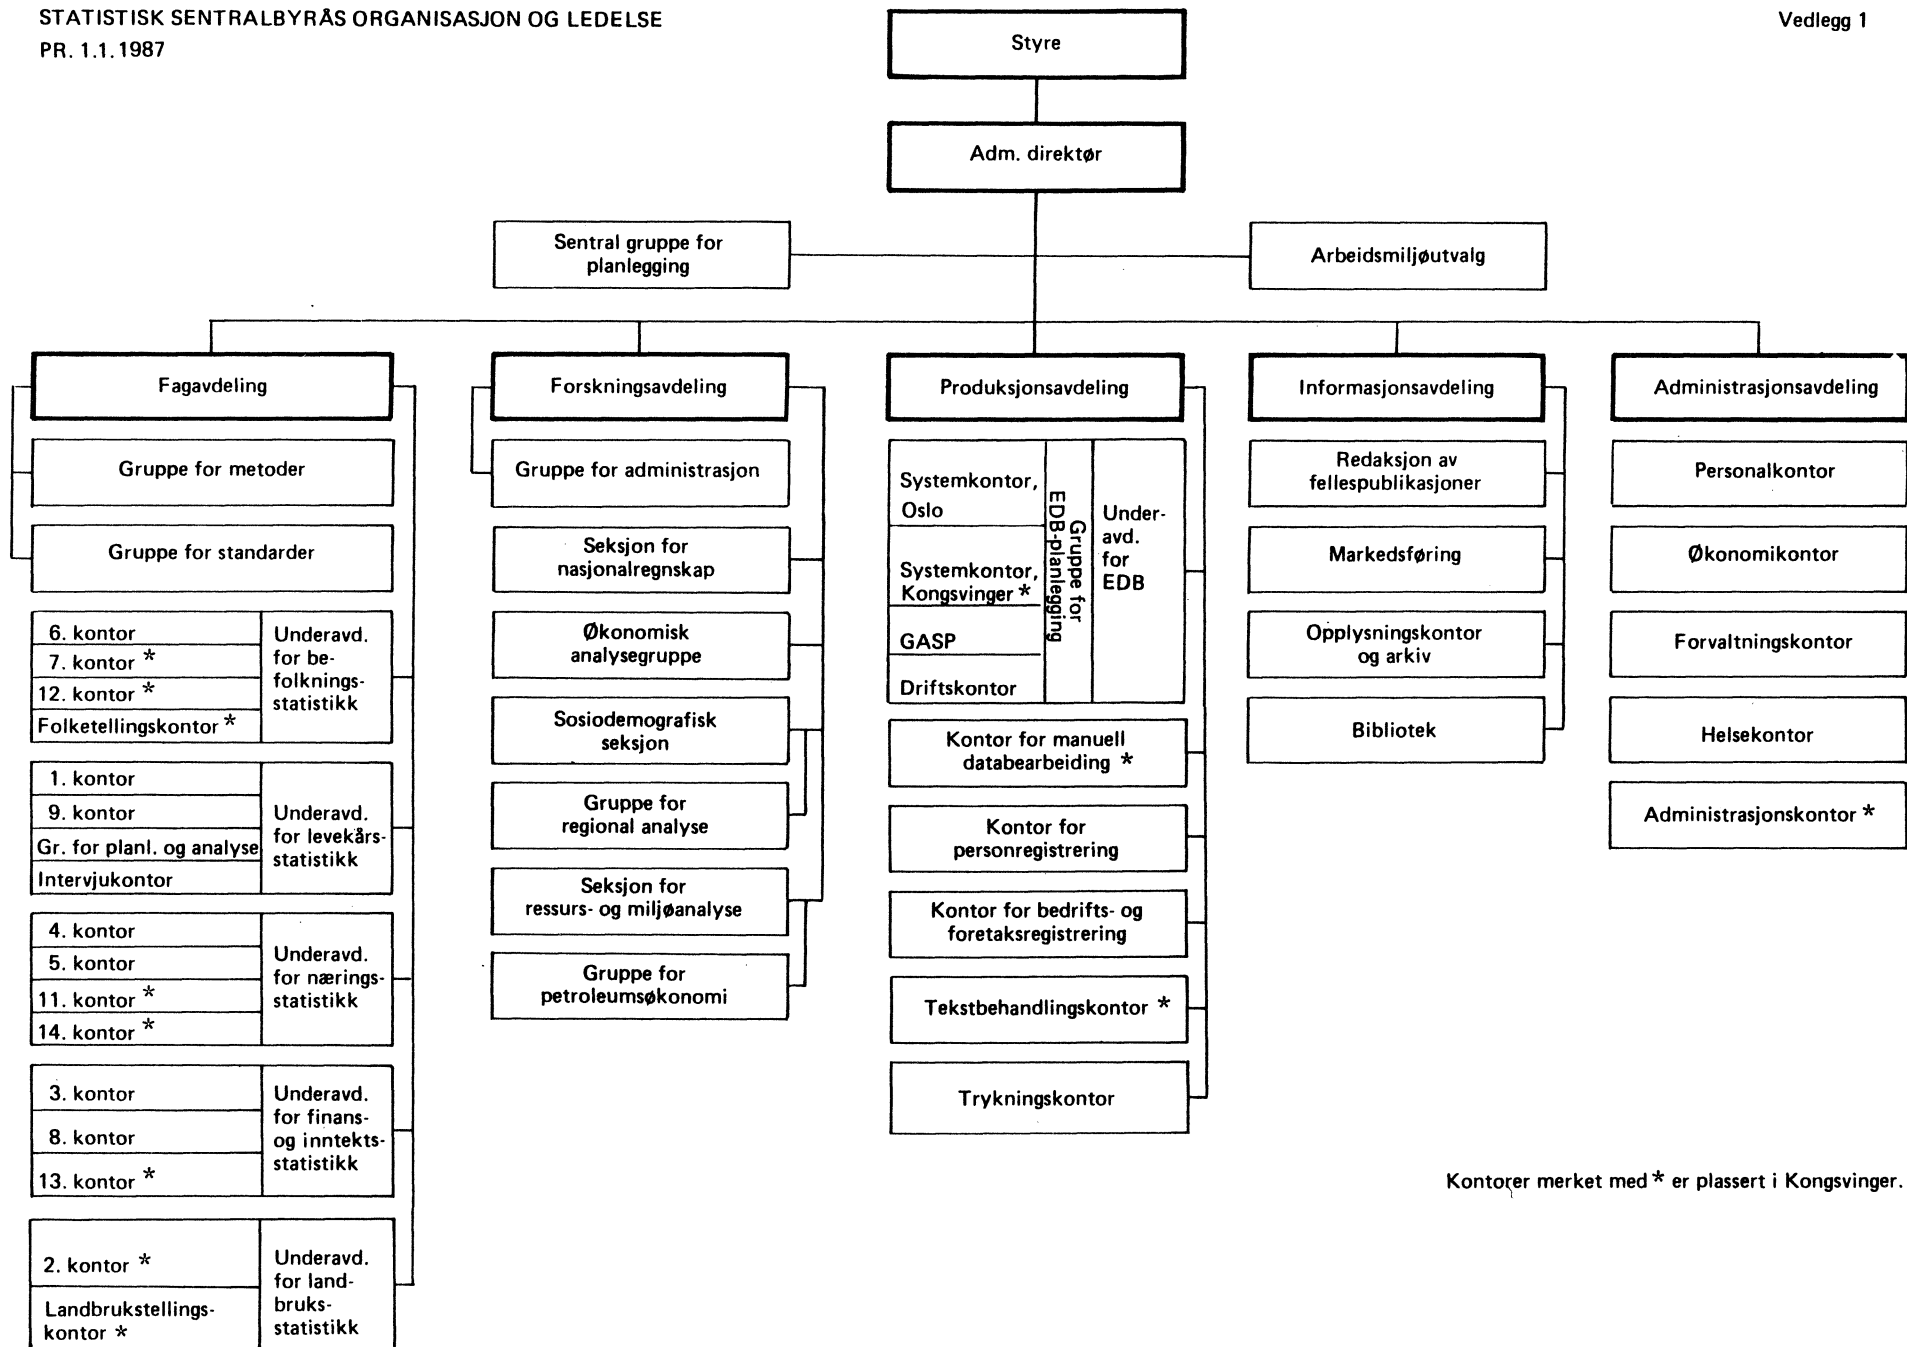 STATISTISK SENTRALBYRÅS ORGANISASJON OG LEDELSE
PR. 1.1.1987
Vedlegg 1
Styre
Adm. direktør
Sentral gruppe for
planlegging
Arbeidsmiljøutvalg
Fagavdeling
Gruppe for metoder
Gruppe for standarder
6. kontor
7. kontor *
12. kontor *
Folketellingskontor *
Underavd.
for be-
folknings-
statistikk
1. kontor
9. kontor
Gr. for planl. og analyse
Intervjukontor
Underavd.
for levekårs-
statistikk
4. kontor
5. kontor
11. kontor *
14. kontor *
Underavd.
for nærings-
statistikk
3. kontor
8. kontor
13. kontor *
Underavd.
for finans-
og inntekts-
statistikk
2. kontor *
Landbrukstellings-
kontor *
Underavd.
for land-
bruks-
statistikk
Forskningsavdeling
Gruppe for administrasjon
Seksjon for
nasjonalregnskap
Økonomisk
analysegruppe
Sosiodemografisk
seksjon
Gruppe for
regional analyse
Seksjon for
ressurs- og miljøanalyse
Gruppe for
petroleumsøkonomi
Produksjonsavdeling
Systemkontor,
Oslo
Systemkontor,
Kongsvinger *
GASP
Driftskontor
Gruppe for
EDB-planlegging
Under-
avd.
for
EDB
Kontor for manuell
databearbeiding *
Kontor for
personregistrering
Kontor for bedrifts- og
foretaksregistrering
Tekstbehandlingskontor *
Trykningskontor
Informasjonsavdeling
Redaksjon av
fellespublikasjoner
Markedsføring
Opplysningskontor
og arkiv
Bibliotek
Administrasjonsavdeling
Personalkontor
Økonomikontor
Forvaltningskontor
Helsekontor
Administrasjonskontor *
Kontorer merket med * er plassert i Kongsvinger.